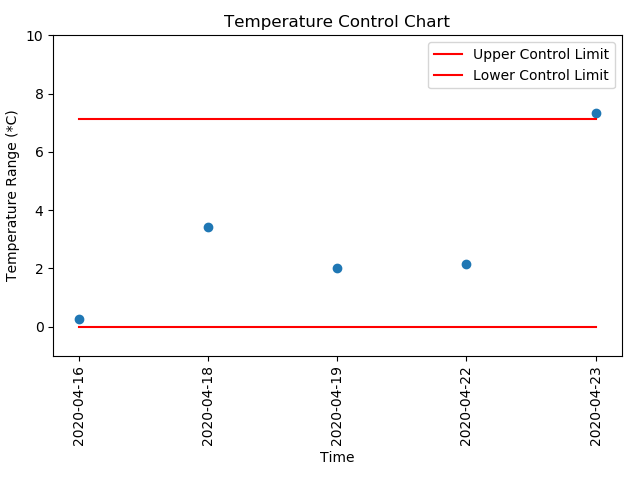 Temperature Control Chart
Upper Control Limit
Lower Control Limit
Temperature Range (*C)
10
8
6
4
2
0
2020-04-16
2020-04-18
2020-04-19
2020-04-22
2020-04-23
Time